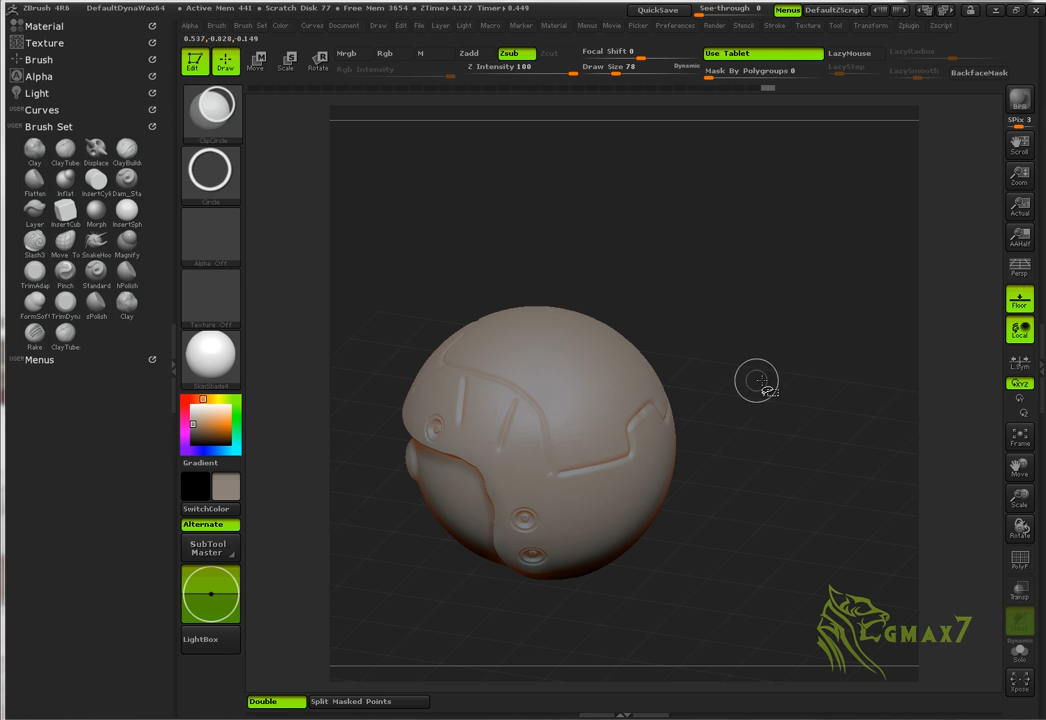 ZBrush 4R6 DefaultDynaWax64 • Active Mem 441 • Scratch Disk 77 • Free Mem 3654 • ZTime▸4.127 Timer▸0.449 QuickSave See-through 0 Menus DefaultZScript
Alpha Brush Brush Set Color Curves Document Draw Edit File Layer Light Macro Marker Material Menus Movie Picker Preferences Render Stencil Stroke Texture Tool Transform Zplugin Zscript
0.537,-0.828,-0.149
Material
Texture
Brush
Alpha
Light
USER Curves
USER Brush Set
Clay ClayTube Displace ClayBuild
Flatten Inflat InsertCyli Dam_Sta
Layer InsertCub Morph InsertSph
Slash3 Move To SnakeHoo Magnify
TrimAdap Pinch Standard hPolish
FormSoft TrimDyna sPolish Clay
Rake ClayTube
USER Menus
Edit Draw Move Scale Rotate
Mrgb Rgb M Zadd Zsub Zcut
Rgb Intensity Z Intensity 100
Focal Shift 0
Draw Size 78 Dynamic
Use Tablet LazyMouse LazyRadius
Mask By Polygroups 0 LazyStep LazySmooth BackfaceMask
ClipCircle
Circle
Alpha Off
Texture Off
SkinShade4
Gradient
SwitchColor
Alternate
SubTool
Master
LightBox
BPR
SPix 3
Scroll
Zoom
Actual
AAHalf
Persp
Floor
Local
L.Sym
XYZ
Frame
Move
Scale
Rotate
PolyF
Transp
Dynamic
Solo
Xpose
LGMAX7
Double Split Masked Points